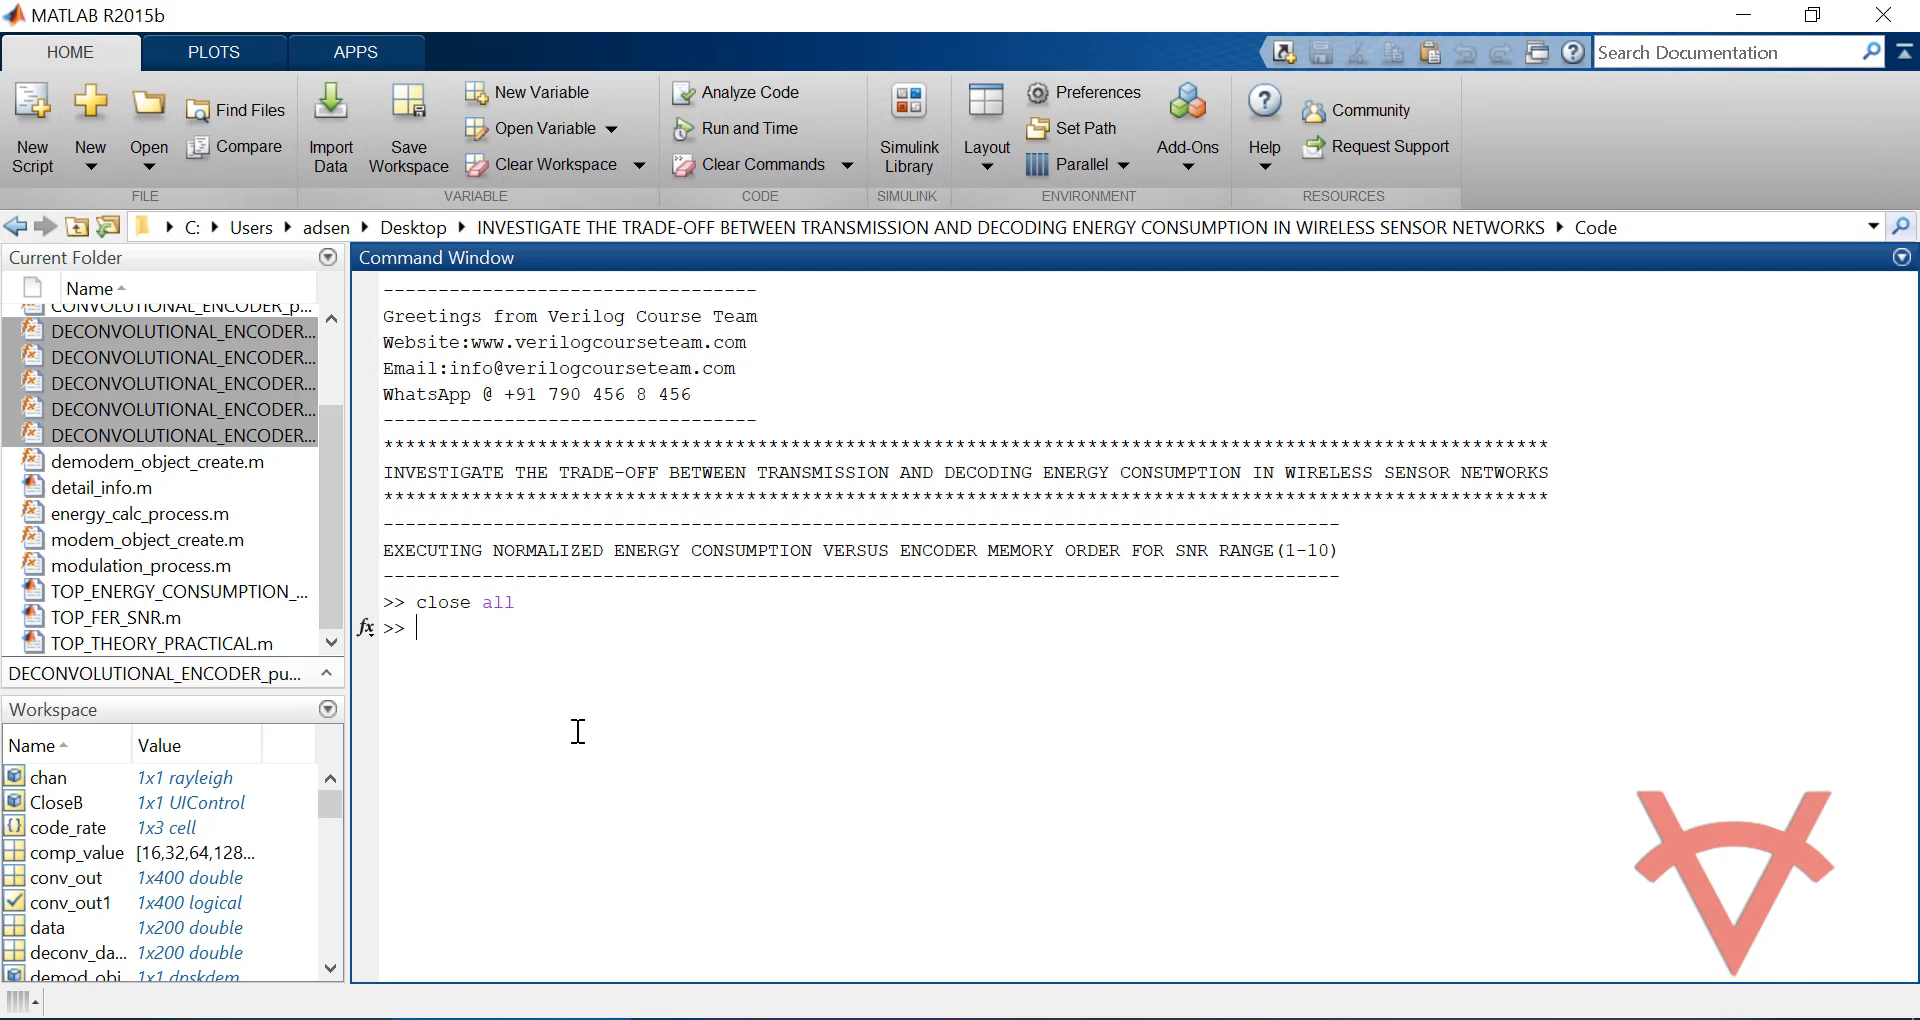 MATLAB R2015b
HOME PLOTS APPS
Search Documentation
New Script
New
Open
Find Files
Compare
FILE
Import Data
Save Workspace
New Variable
Open Variable
Clear Workspace
VARIABLE
Analyze Code
Run and Time
Clear Commands
CODE
Simulink Library
SIMULINK
Layout
Preferences
Set Path
Parallel
Add-Ons
ENVIRONMENT
Help
Community
Request Support
RESOURCES
C: Users adsen Desktop INVESTIGATE THE TRADE-OFF BETWEEN TRANSMISSION AND DECODING ENERGY CONSUMPTION IN WIRELESS SENSOR NETWORKS Code
Current Folder
Name
CONVOLUTIONAL_ENCODER_p...
DECONVOLUTIONAL_ENCODER...
DECONVOLUTIONAL_ENCODER...
DECONVOLUTIONAL_ENCODER...
DECONVOLUTIONAL_ENCODER...
DECONVOLUTIONAL_ENCODER...
demodem_object_create.m
detail_info.m
energy_calc_process.m
modem_object_create.m
modulation_process.m
TOP_ENERGY_CONSUMPTION_...
TOP_FER_SNR.m
TOP_THEORY_PRACTICAL.m
DECONVOLUTIONAL_ENCODER_pu...
Workspace
Name Value
chan 1x1 rayleigh
CloseB 1x1 UIControl
code_rate 1x3 cell
comp_value [16,32,64,128...
conv_out 1x400 double
conv_out1 1x400 logical
data 1x200 double
deconv_da... 1x200 double
demod_obj 1x1 dpskdem
Command Window
----------------------------------
Greetings from Verilog Course Team
Website:www.verilogcourseteam.com
Email:info@verilogcourseteam.com
WhatsApp @ +91 790 456 8 456
----------------------------------
**********************************************************************************************************
INVESTIGATE THE TRADE-OFF BETWEEN TRANSMISSION AND DECODING ENERGY CONSUMPTION IN WIRELESS SENSOR NETWORKS
**********************************************************************************************************
---------------------------------------------------------------------------------------
EXECUTING NORMALIZED ENERGY CONSUMPTION VERSUS ENCODER MEMORY ORDER FOR SNR RANGE(1-10)
---------------------------------------------------------------------------------------
>> close all
fx >>